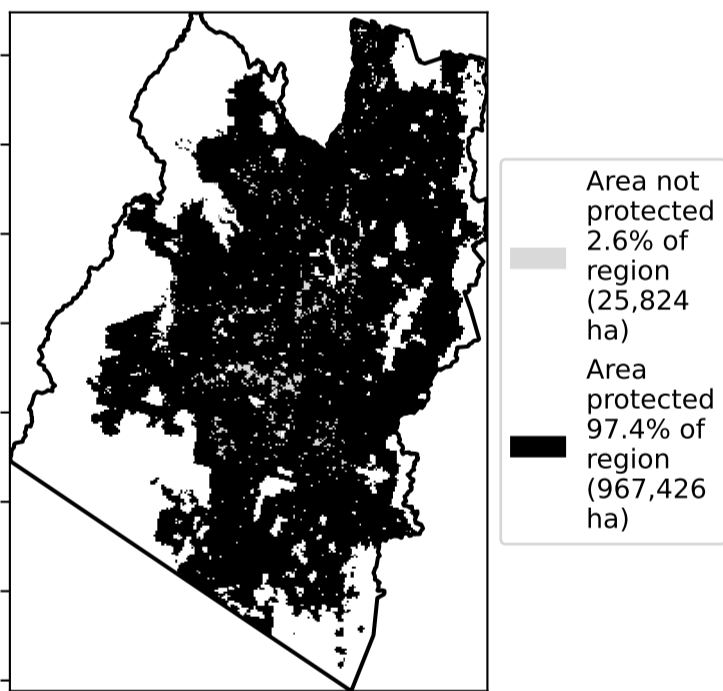 Area not
protected
2.6% of
region
(25,824
ha)
Area
protected
97.4% of
region
(967,426
ha)